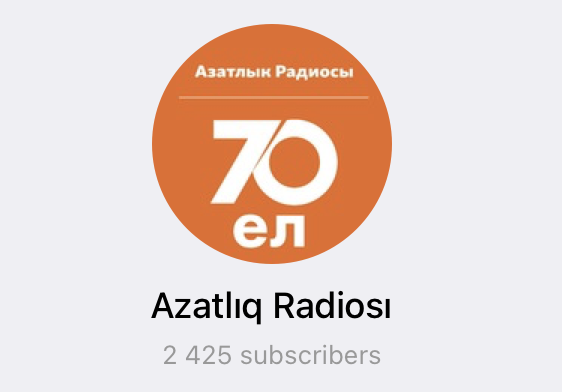 Азатлык Радиосы
70
ел
Azatlıq Radiosı
2 425 subscribers